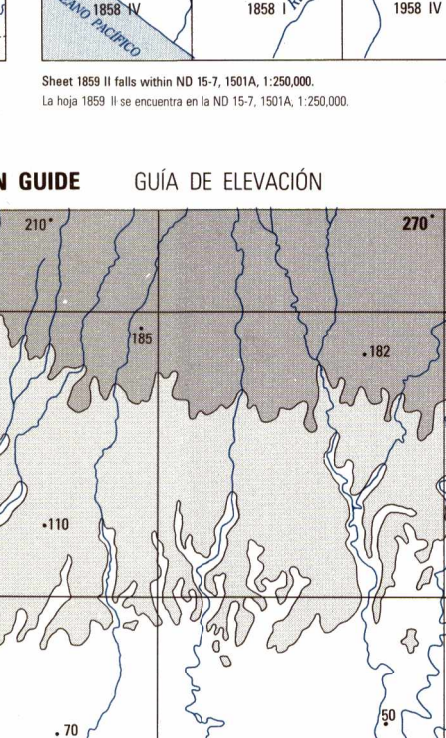 1858 IV
1858 I
1958 IV
ANO PACÍFICO
Sheet 1859 II falls within ND 15-7, 1501A, 1:250,000.
La hoja 1859 II se encuentra en la ND 15-7, 1501A, 1:250,000.
N GUIDE GUÍA DE ELEVACIÓN
210
270
185
182
110
50
70